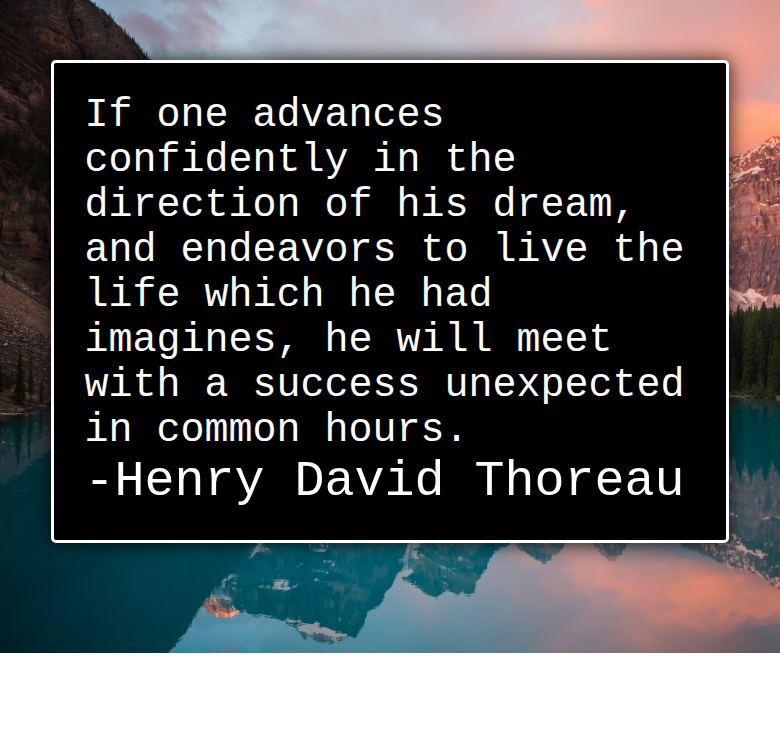 If one advances
confidently in the
direction of his dream,
and endeavors to live the
life which he had
imagines, he will meet
with a success unexpected
in common hours.
-Henry David Thoreau